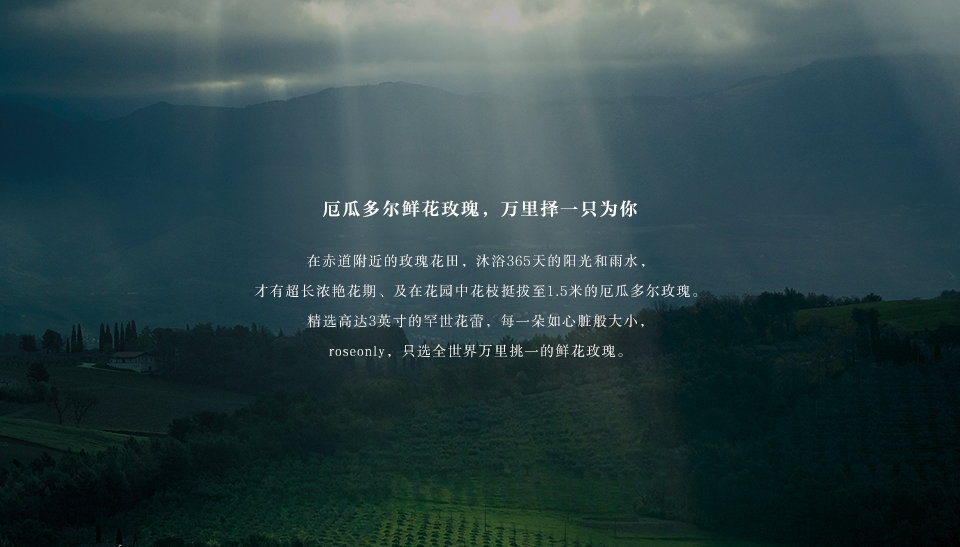 厄瓜多尔鲜花玫瑰，万里择一只为你
在赤道附近的玫瑰花田，沐浴365天的阳光和雨水，
才有超长浓艳花期、及在花园中花枝挺拔至1.5米的厄瓜多尔玫瑰。
精选高达3英寸的罕世花蕾，每一朵如心脏般大小，
roseonly，只选全世界万里挑一的鲜花玫瑰。